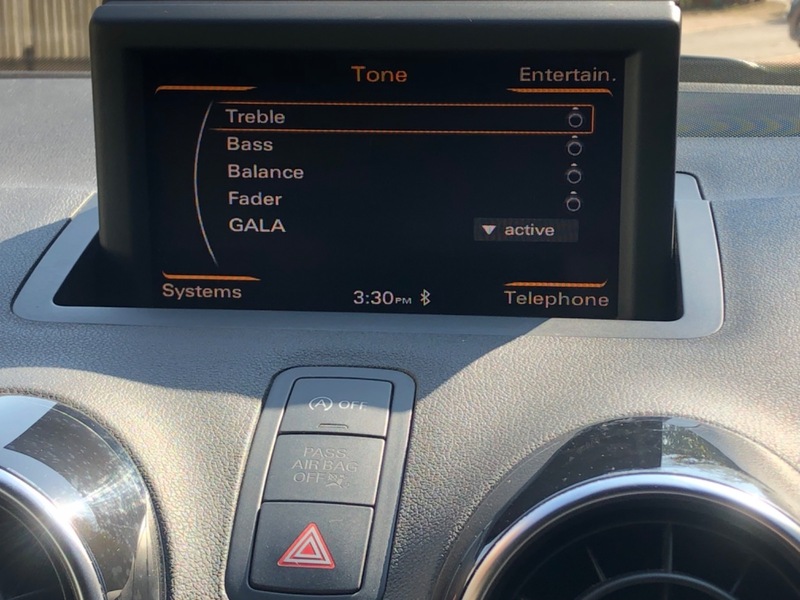 Tone
Entertain.
Treble
Bass
Balance
Fader
GALA
active
Systems
3:30PM
Telephone
A OFF
PASS
AIR BAG
OFF